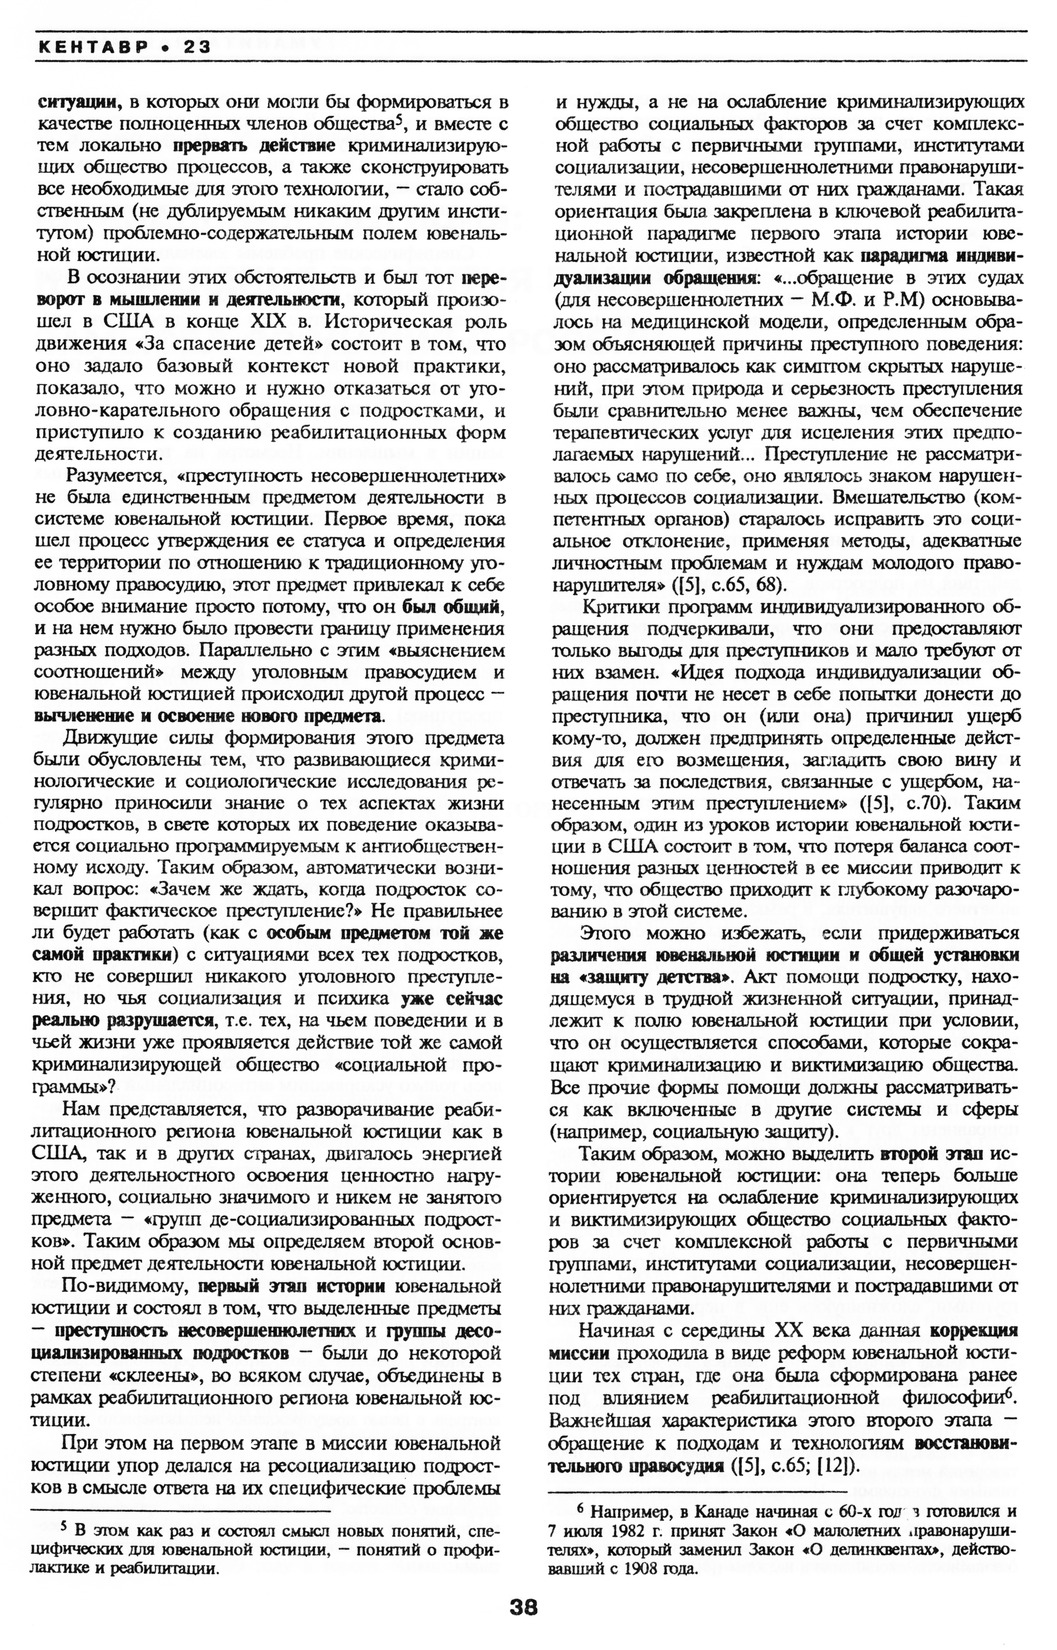 КЕНТАВР • 23
ситуации, в которых они могли бы формироваться в
качестве полноценных членов общества⁵, и вместе с
тем локально прервать действие криминализирую-
щих общество процессов, а также сконструировать
все необходимые для этого технологии, — стало соб-
ственным (не дублируемым никаким другим инсти-
тутом) проблемно-содержательным полем ювеналь-
ной юстиции.
В осознании этих обстоятельств и был тот пере-
ворот в мышлении и деятельности, который произо-
шел в США в конце XIX в. Историческая роль
движения «За спасение детей» состоит в том, что
оно задало базовый контекст новой практики,
показало, что можно и нужно отказаться от уго-
ловно-карательного обращения с подростками, и
приступило к созданию реабилитационных форм
деятельности.
Разумеется, «преступность несовершеннолетних»
не была единственным предметом деятельности в
системе ювенальной юстиции. Первое время, пока
шел процесс утверждения ее статуса и определения
ее территории по отношению к традиционному уго-
ловному правосудию, этот предмет привлекал к себе
особое внимание просто потому, что он был общий,
и на нем нужно было провести границу применения
разных подходов. Параллельно с этим «выяснением
соотношений» между уголовным правосудием и
ювенальной юстицией происходил другой процесс —
вычленение и освоение нового предмета.
Движущие силы формирования этого предмета
были обусловлены тем, что развивающиеся крими-
нологические и социологические исследования ре-
гулярно приносили знание о тех аспектах жизни
подростков, в свете которых их поведение оказыва-
ется социально программируемым к антиобществен-
ному исходу. Таким образом, автоматически возни-
кал вопрос: «Зачем же ждать, когда подросток со-
вершит фактическое преступление?» Не правильнее
ли будет работать (как с особым предметом той же
самой практики) с ситуациями всех тех подростков,
кто не совершил никакого уголовного преступле-
ния, но чья социализация и психика уже сейчас
реально разрушается, т.е. тех, на чьем поведении и в
чьей жизни уже проявляется действие той же самой
криминализирующей общество «социальной про-
граммы»?
Нам представляется, что разворачивание реаби-
литационного региона ювенальной юстиции как в
США, так и в других странах, двигалось энергией
этого деятельностного освоения ценностно нагру-
женного, социально значимого и никем не занятого
предмета — «групп де-социализированных подрост-
ков». Таким образом мы определяем второй основ-
ной предмет деятельности ювенальной юстиции.
По-видимому, первый этап истории ювенальной
юстиции и состоял в том, что выделенные предметы
— преступность несовершеннолетних и группы десо-
циализированных подростков — были до некоторой
степени «склеены», во всяком случае, объединены в
рамках реабилитационного региона ювенальной юс-
тиции.
При этом на первом этапе в миссии ювенальной
юстиции упор делался на ресоциализацию подрост-
ков в смысле ответа на их специфические проблемы
⁵ В этом как раз и состоял смысл новых понятий, спе-
цифических для ювенальной юстиции, — понятий о профи-
лактике и реабилитации.
и нужды, а не на ослабление криминализирующих
общество социальных факторов за счет комплекс-
ной работы с первичными группами, институтами
социализации, несовершеннолетними правонаруши-
телями и пострадавшими от них гражданами. Такая
ориентация была закреплена в ключевой реабилита-
ционной парадигме первого этапа истории юве-
нальной юстиции, известной как парадигма индиви-
дуализации обращения: «...обращение в этих судах
(для несовершеннолетних — М.Ф. и Р.М) основыва-
лось на медицинской модели, определенным обра-
зом объясняющей причины преступного поведения:
оно рассматривалось как симптом скрытых наруше-
ний, при этом природа и серьезность преступления
были сравнительно менее важны, чем обеспечение
терапевтических услуг для исцеления этих предпо-
лагаемых нарушений... Преступление не рассматри-
валось само по себе, оно являлось знаком нарушен-
ных процессов социализации. Вмешательство (ком-
петентных органов) старалось исправить это соци-
альное отклонение, применяя методы, адекватные
личностным проблемам и нуждам молодого право-
нарушителя» ([5], с.65, 68).
Критики программ индивидуализированного об-
ращения подчеркивали, что они предоставляют
только выгоды для преступников и мало требуют от
них взамен. «Идея подхода индивидуализации об-
ращения почти не несет в себе попытки донести до
преступника, что он (или она) причинил ущерб
кому-то, должен предпринять определенные дейст-
вия для его возмещения, загладить свою вину и
отвечать за последствия, связанные с ущербом, на-
несенным этим преступлением» ([5], с.70). Таким
образом, один из уроков истории ювенальной юсти-
ции в США состоит в том, что потеря баланса соот-
ношения разных ценностей в ее миссии приводит к
тому, что общество приходит к глубокому разочаро-
ванию в этой системе.
Этого можно избежать, если придерживаться
различения ювенальной юстиции и общей установки
на «защиту детства». Акт помощи подростку, нахо-
дящемуся в трудной жизненной ситуации, принад-
лежит к полю ювенальной юстиции при условии,
что он осуществляется способами, которые сокра-
щают криминализацию и виктимизацию общества.
Все прочие формы помощи должны рассматривать-
ся как включенные в другие системы и сферы
(например, социальную защиту).
Таким образом, можно выделить второй этап ис-
тории ювенальной юстиции: она теперь больше
ориентируется на ослабление криминализирующих
и виктимизирующих общество социальных факто-
ров за счет комплексной работы с первичными
группами, институтами социализации, несовершен-
нолетними правонарушителями и пострадавшими от
них гражданами.
Начиная с середины XX века данная коррекция
миссии проходила в виде реформ ювенальной юсти-
ции тех стран, где она была сформирована ранее
под влиянием реабилитационной философии⁶.
Важнейшая характеристика этого второго этапа —
обращение к подходам и технологиям восстанови-
тельного правосудия ([5], с.65; [12]).
⁶ Например, в Канаде начиная с 60-х готовился и
7 июля 1982 г. принят Закон «О малолетних правонаруши-
телях», который заменил Закон «О делинквентах», действо-
вавший с 1908 года.
38